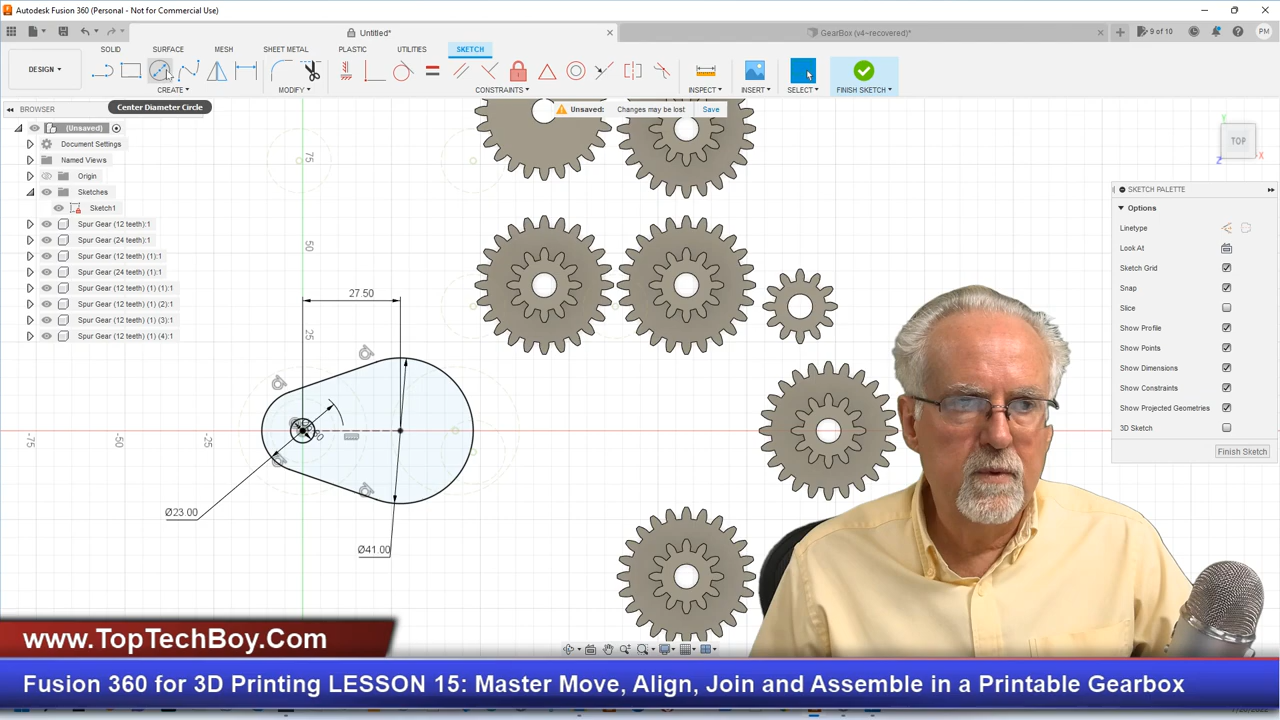 Autodesk Fusion 360 (Personal - Not for Commercial Use)
Untitled*
GearBox (v4~recovered)*
9 of 10
PM
DESIGN
SOLID
SURFACE
MESH
SHEET METAL
PLASTIC
UTILITIES
SKETCH
CREATE
MODIFY
CONSTRAINTS
INSPECT
INSERT
SELECT
FINISH SKETCH
Center Diameter Circle
BROWSER
Unsaved:
Changes may be lost
Save
(Unsaved)
Document Settings
Named Views
Origin
Sketches
Sketch1
Spur Gear (12 teeth):1
Spur Gear (24 teeth):1
Spur Gear (12 teeth) (1):1
Spur Gear (24 teeth) (1):1
Spur Gear (12 teeth) (1) (1):1
Spur Gear (12 teeth) (1) (2):1
Spur Gear (12 teeth) (1) (3):1
Spur Gear (12 teeth) (1) (4):1
75
50
25
-75
-50
-25
27.50
Ø23.00
Ø41.00
TOP
Y
X
Z
SKETCH PALETTE
Options
Linetype
Look At
Sketch Grid
Snap
Slice
Show Profile
Show Points
Show Dimensions
Show Constraints
Show Projected Geometries
3D Sketch
Finish Sketch
www.TopTechBoy.Com
Fusion 360 for 3D Printing LESSON 15: Master Move, Align, Join and Assemble in a Printable Gearbox